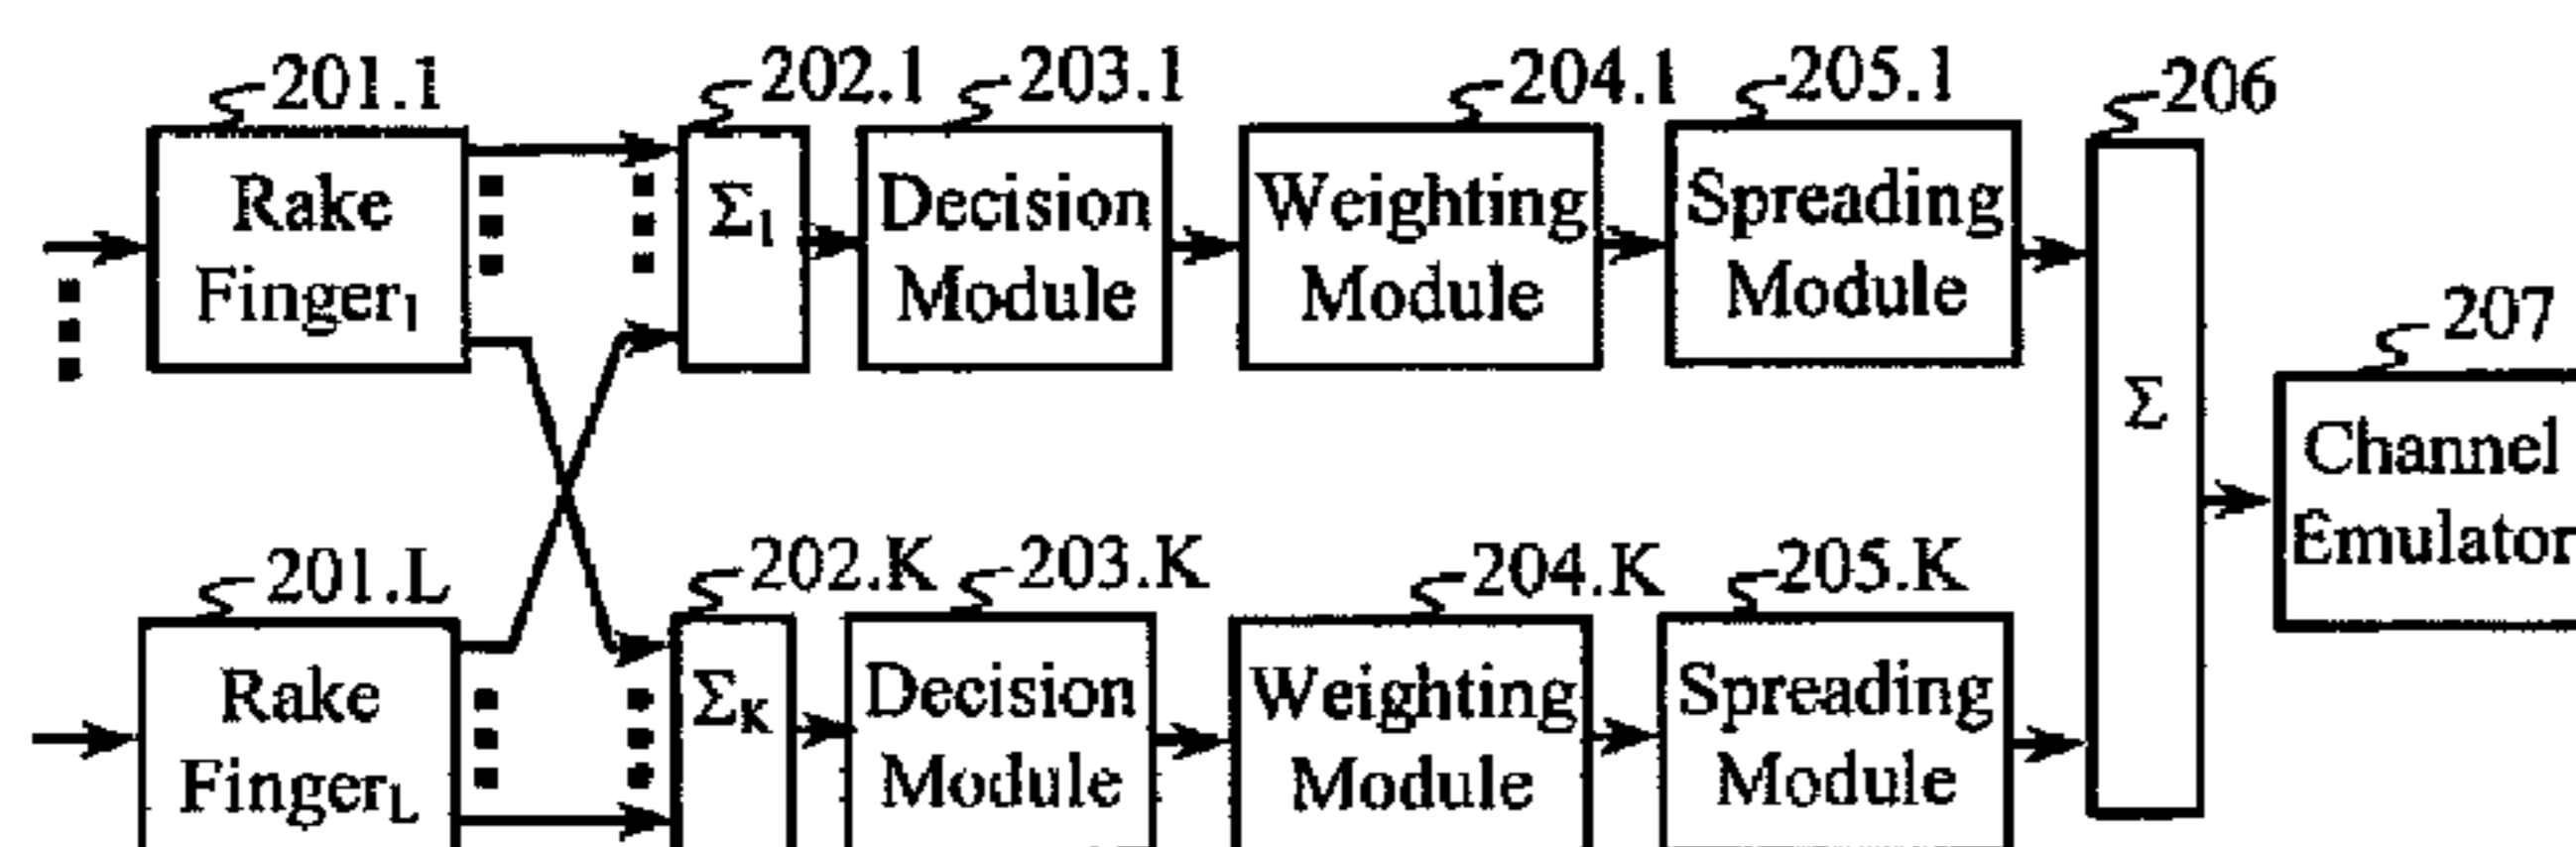 201.1
202.1
203.1
204.1
205.1
206
Rake
Finger1
Σ1
Decision
Module
Weighting
Module
Spreading
Module
Σ
207
Channel
Emulator
201.L
202.K
203.K
204.K
205.K
Rake
FingerL
ΣK
Decision
Module
Weighting
Module
Spreading
Module